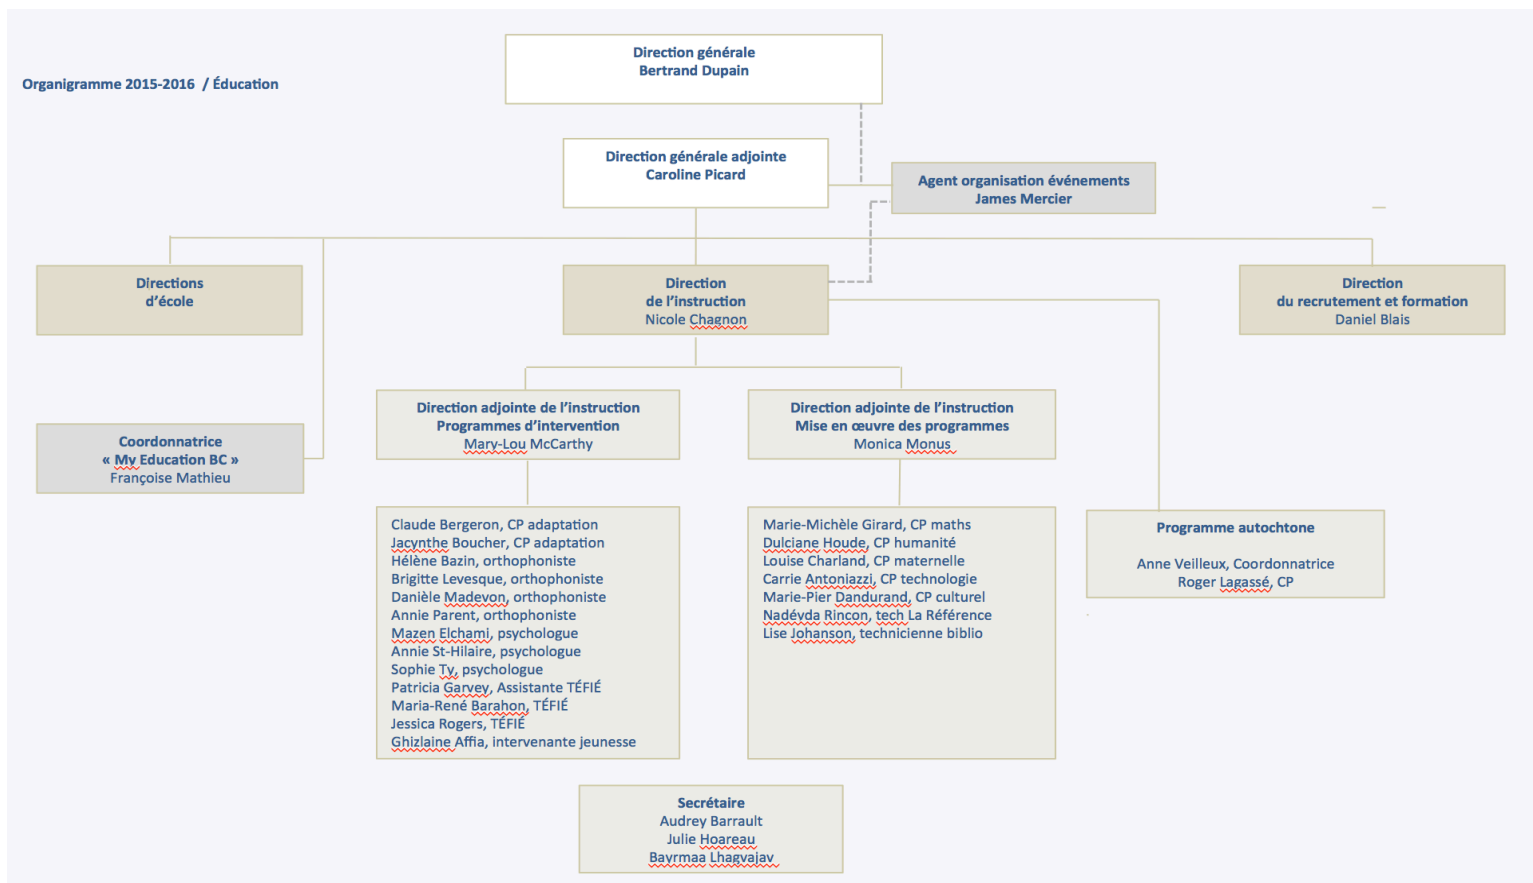 Direction générale
Bertrand Dupain
Organigramme 2015-2016 / Éducation
Direction générale adjointe
Caroline Picard
Agent organisation événements
James Mercier
Directions
d’école
Direction
de l’instruction
Nicole Chagnon
Direction
du recrutement et formation
Daniel Blais
Direction adjointe de l’instruction
Programmes d’intervention
Mary-Lou McCarthy
Direction adjointe de l’instruction
Mise en œuvre des programmes
Monica Monus
Coordonnatrice
« My Education BC »
Françoise Mathieu
Claude Bergeron, CP adaptation
Jacynthe Boucher, CP adaptation
Hélène Bazin, orthophoniste
Brigitte Levesque, orthophoniste
Danièle Madevon, orthophoniste
Annie Parent, orthophoniste
Mazen Elchami, psychologue
Annie St-Hilaire, psychologue
Sophie Ty, psychologue
Patricia Garvey, Assistante TÉFIÉ
Maria-René Barahon, TÉFIÉ
Jessica Rogers, TÉFIÉ
Ghizlaine Affia, intervenante jeunesse
Marie-Michèle Girard, CP maths
Dulciane Houde, CP humanité
Louise Charland, CP maternelle
Carrie Antoniazzi, CP technologie
Marie-Pier Dandurand, CP culturel
Nadévda Rincon, tech La Référence
Lise Johanson, technicienne biblio
Programme autochtone
Anne Veilleux, Coordonnatrice
Roger Lagassé, CP
Secrétaire
Audrey Barrault
Julie Hoareau
Bayrmaa Lhagvajav